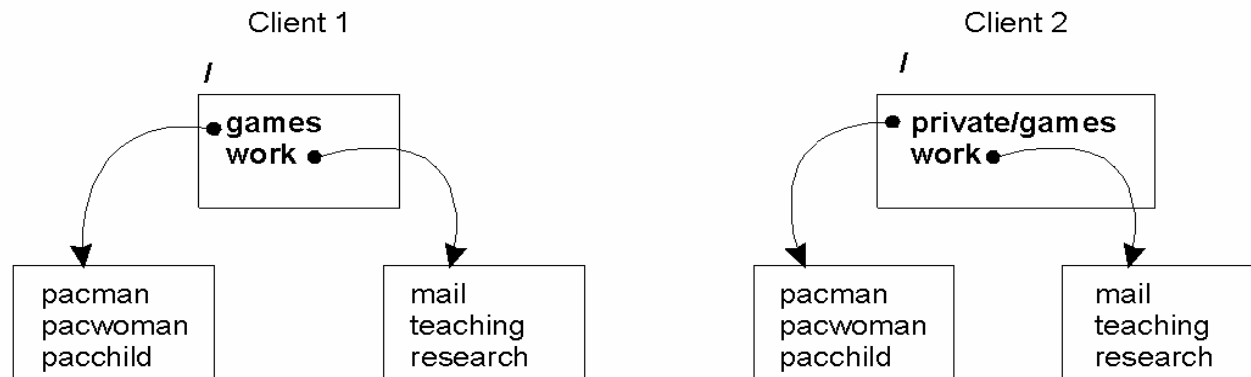 Client 1
/
games
work
pacman
pacwoman
pacchild
mail
teaching
research
Client 2
/
private/games
work
pacman
pacwoman
pacchild
mail
teaching
research